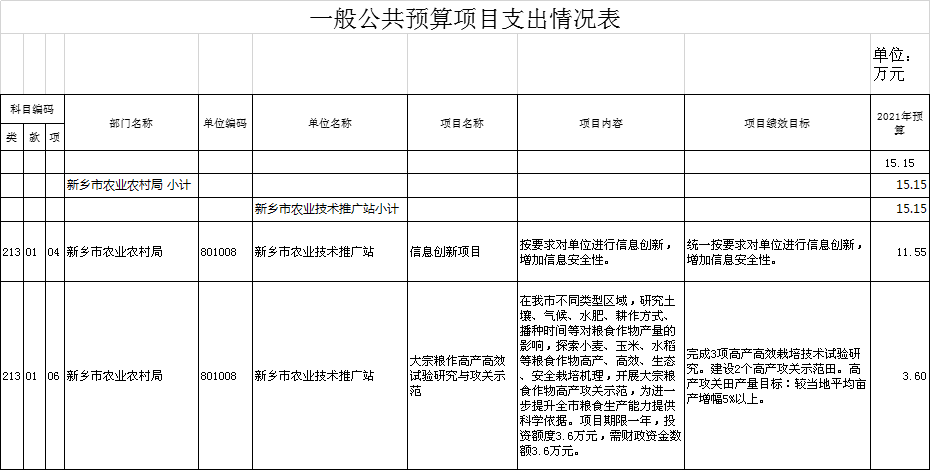 一般公共预算项目支出情况表
单位：
万元
科目编码
部门名称
单位编码
单位名称
项目名称
项目内容
项目绩效目标
2021年预
算
类
款
项
15.15
新乡市农业农村局 小计
15.15
新乡市农业技术推广站小计
15.15
213
01
04
新乡市农业农村局
801008
新乡市农业技术推广站
信息创新项目
按要求对单位进行信息创新，
增加信息安全性。
统一按要求对单位进行信息创新，
增加信息安全性。
11.55
213
01
06
新乡市农业农村局
801008
新乡市农业技术推广站
大宗粮作高产高效
试验研究与攻关示
范
在我市不同类型区域，研究土
壤、气候、水肥、耕作方式、
播种时间等对粮食作物产量的
影响，探索小麦、玉米、水稻
等粮食作物高产、高效、生态
、安全栽培机理，开展大宗粮
食作物高产攻关示范，为进一
步提升全市粮食生产能力提供
科学依据。项目期限一年，投
资额度3.6万元，需财政资金数
额3.6万元。
完成3项高产高效栽培技术试验研
究。建设2个高产攻关示范田。高
产攻关田产量目标：较当地平均亩
产增幅5%以上。
3.60